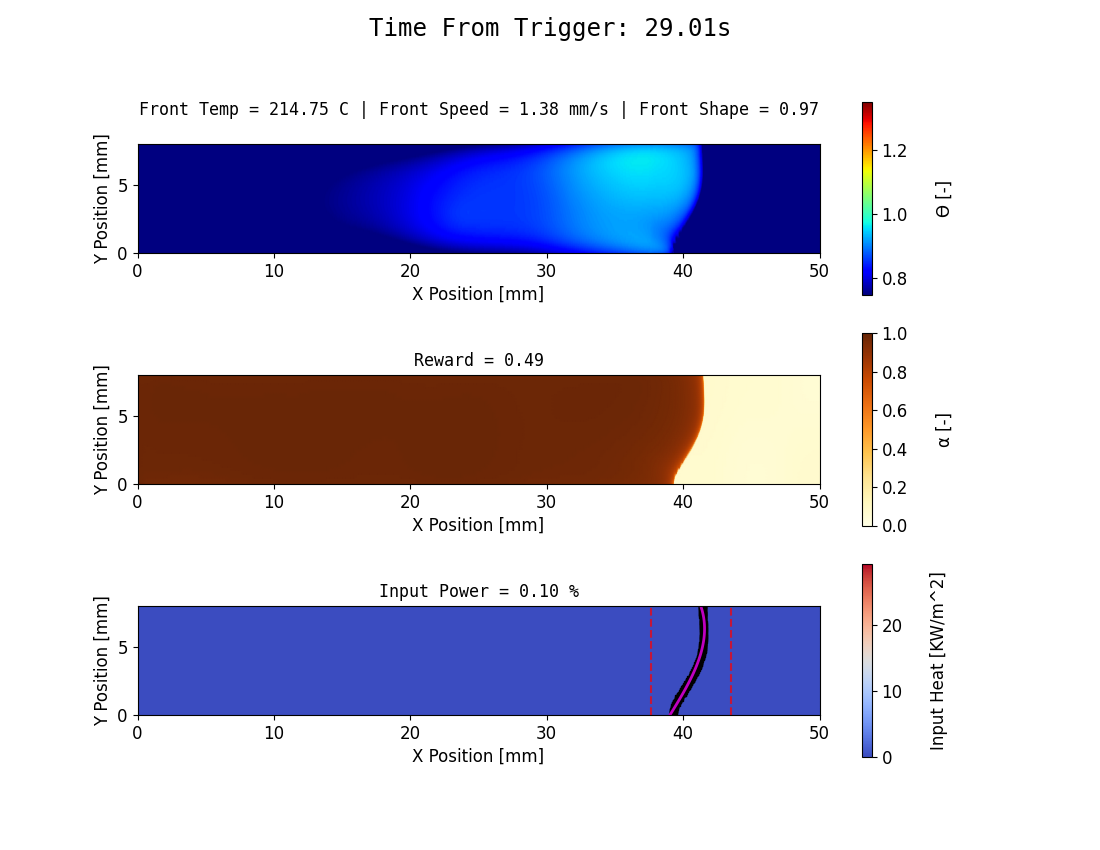 Time From Trigger: 29.01s
Front Temp = 214.75 C | Front Speed = 1.38 mm/s | Front Shape = 0.97
Y Position [mm]
5
0
0 10 20 30 40 50
X Position [mm]
1.2
1.0
0.8
Θ [-]
Reward = 0.49
Y Position [mm]
5
0
0 10 20 30 40 50
X Position [mm]
1.0
0.8
0.6
0.4
0.2
0.0
α [-]
Input Power = 0.10 %
Y Position [mm]
5
0
0 10 20 30 40 50
X Position [mm]
20
10
0
Input Heat [KW/m^2]